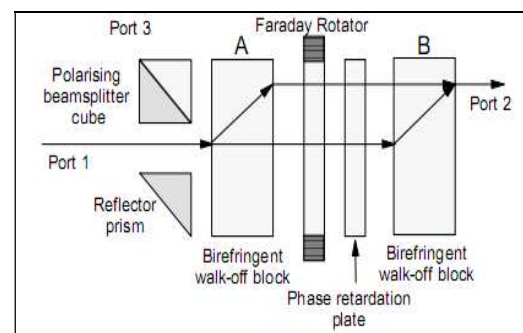 Port 3
Faraday Rotator
A
B
Polarising
beamsplitter
cube
Port 2
Port 1
Reflector
prism
Birefringent
walk-off block
Birefringent
walk-off block
Phase retardation
plate